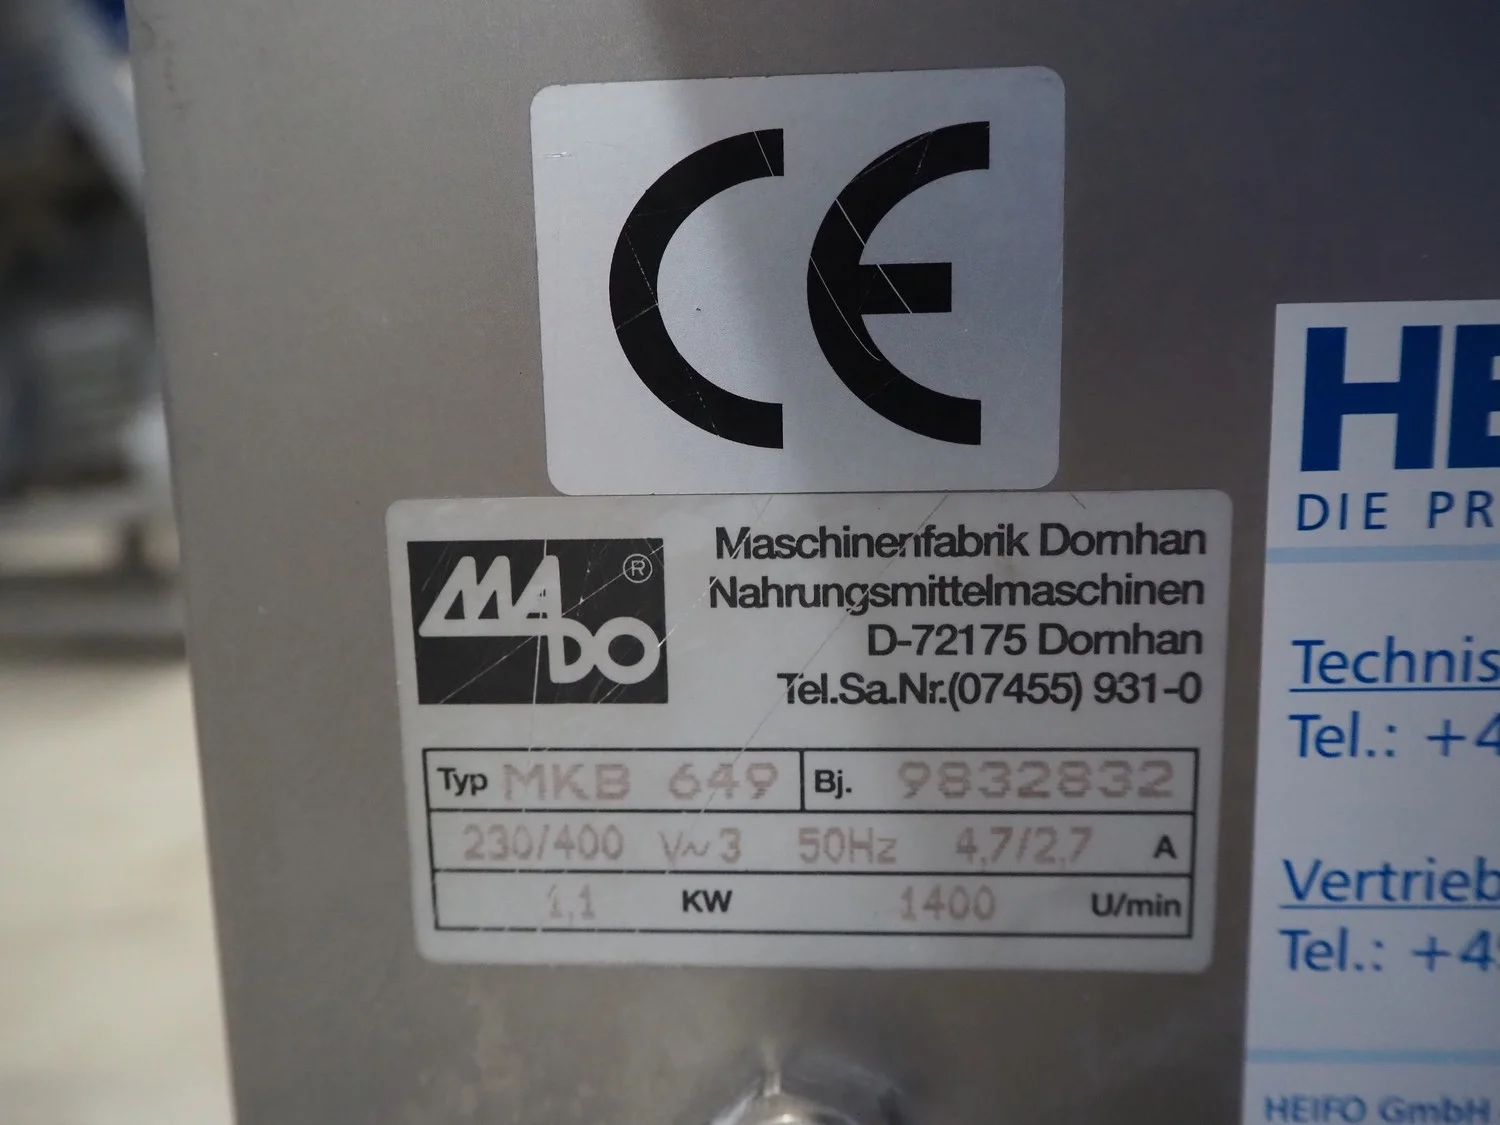 CE
MADO ®
Maschinenfabrik Dornhan
Nahrungsmittelmaschinen
D-72175 Dornhan
Tel.Sa.Nr.(07455) 931-0
Typ MKB 649 Bj. 9832832
230/400 V~3 50Hz 4,7/2,7 A
1,1 KW 1400 U/min
HE
DIE PR
Technis
Tel.: +4
Vertrieb
Tel.: +49
HEIFO GmbH